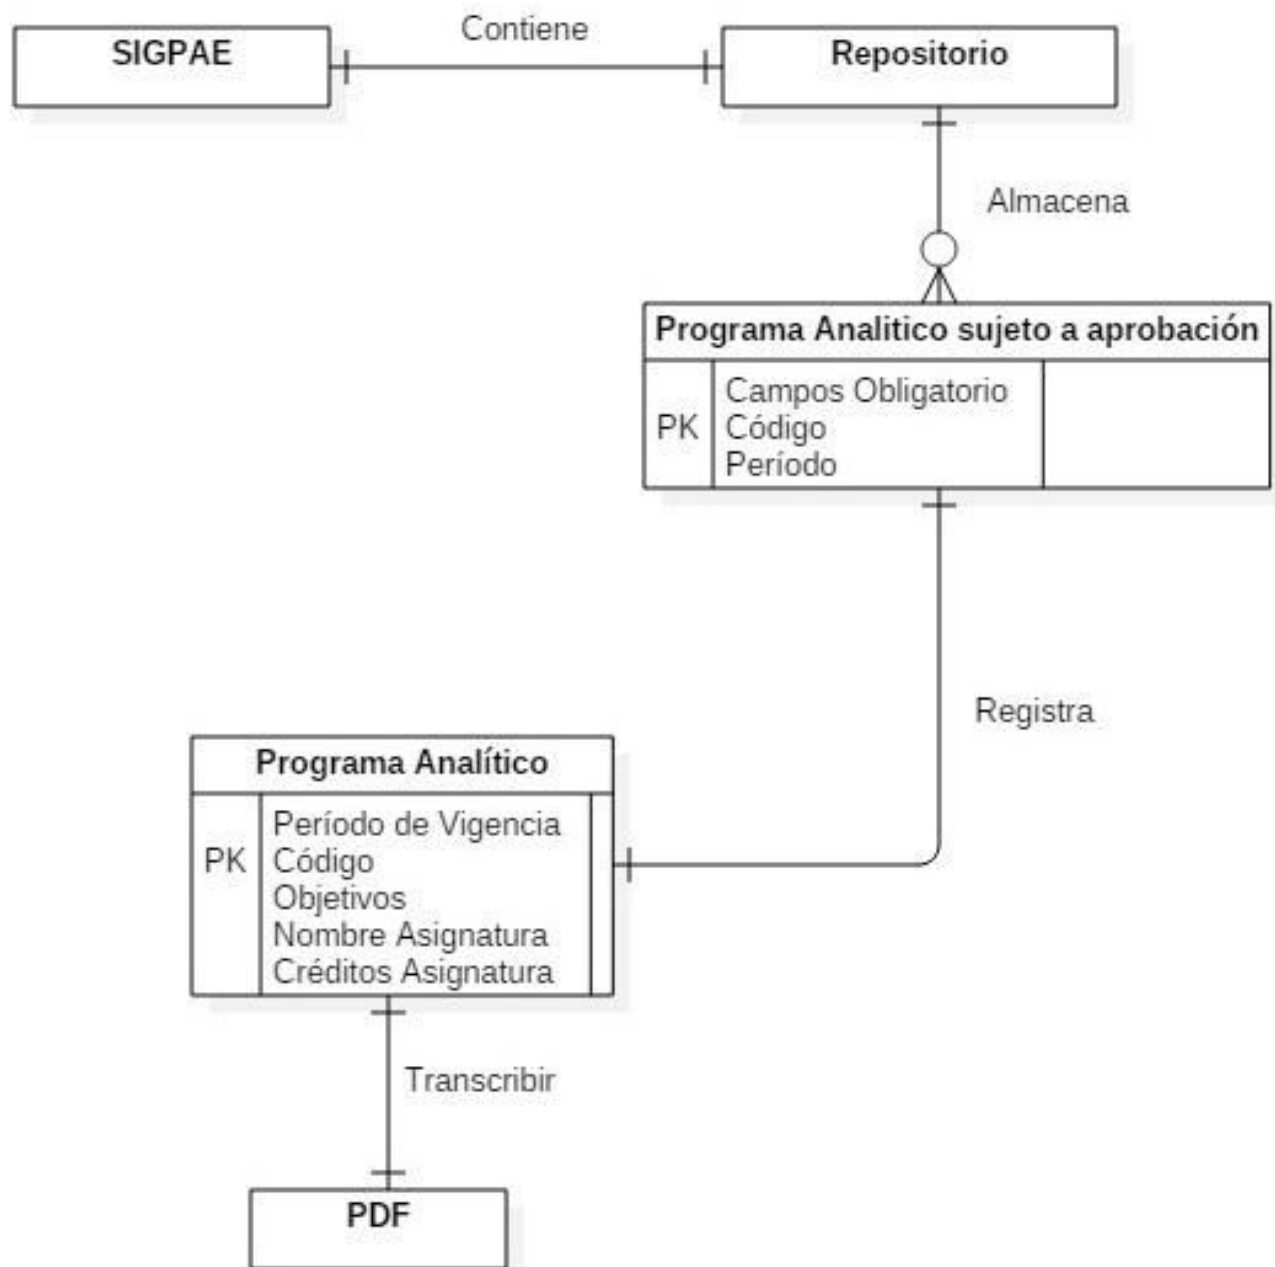 Contiene
SIGPAE
Repositorio
Almacena
Programa Analitico sujeto a aprobación
Campos Obligatorio
PK Código
Período
Registra
Programa Analítico
Período de Vigencia
PK Código
Objetivos
Nombre Asignatura
Créditos Asignatura
Transcribir
PDF